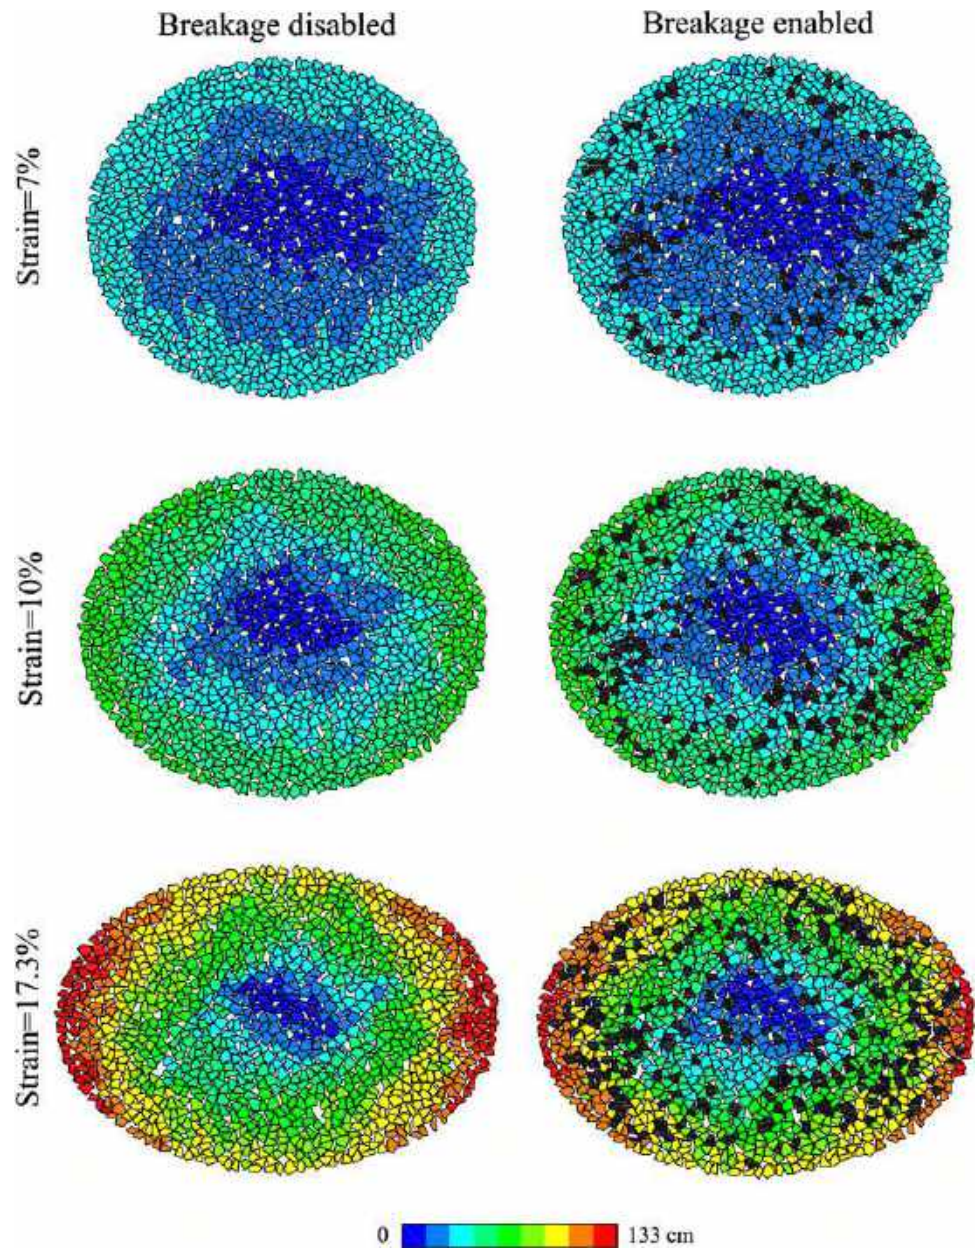 Breakage disabled
Breakage enabled
Strain=7%
Strain=10%
Strain=17.3%
0
133 cm